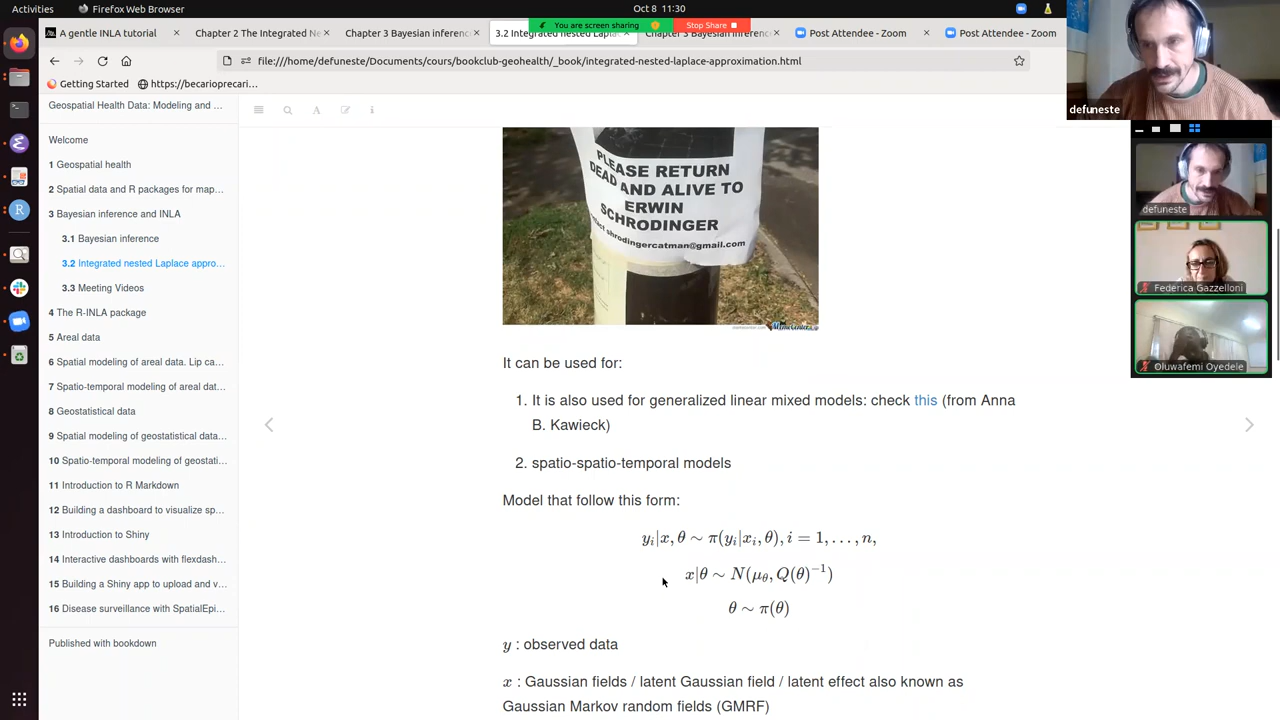 Activities
Firefox Web Browser
Oct 8 11:30
You are screen sharing
Stop Share
A gentle INLA tutorial
Chapter 2 The Integrated Ne
Chapter 3 Bayesian inference
3.2 Integrated nested Lapla
Chapter 3 Bayesian inference
Post Attendee - Zoom
Post Attendee - Zoom
file:///home/defuneste/Documents/cours/bookclub-geohealth/_book/integrated-nested-laplace-approximation.html
Getting Started
https://becarioprecari...
Geospatial Health Data: Modeling and ...
Welcome
1 Geospatial health
2 Spatial data and R packages for map...
3 Bayesian inference and INLA
3.1 Bayesian inference
3.2 Integrated nested Laplace appro...
3.3 Meeting Videos
4 The R-INLA package
5 Areal data
6 Spatial modeling of areal data. Lip ca...
7 Spatio-temporal modeling of areal dat...
8 Geostatistical data
9 Spatial modeling of geostatistical data...
10 Spatio-temporal modeling of geostati...
11 Introduction to R Markdown
12 Building a dashboard to visualize sp...
13 Introduction to Shiny
14 Interactive dashboards with flexdash...
15 Building a Shiny app to upload and v...
16 Disease surveillance with SpatialEpi...
Published with bookdown
PLEASE RETURN
DEAD AND ALIVE TO
ERWIN
SCHRODINGER
shrodingercatman@gmail.com
It can be used for:
1. It is also used for generalized linear mixed models: check this (from Anna
B. Kawieck)
2. spatio-spatio-temporal models
Model that follow this form:
yᵢ|x, θ ∼ π(yᵢ|xᵢ, θ), i = 1, . . . , n,
x|θ ∼ N(μ_θ, Q(θ)⁻¹)
θ ∼ π(θ)
y : observed data
x : Gaussian fields / latent Gaussian field / latent effect also known as
Gaussian Markov random fields (GMRF)
defuneste
defuneste
Federica Gazzelloni
Oluwafemi Oyedele